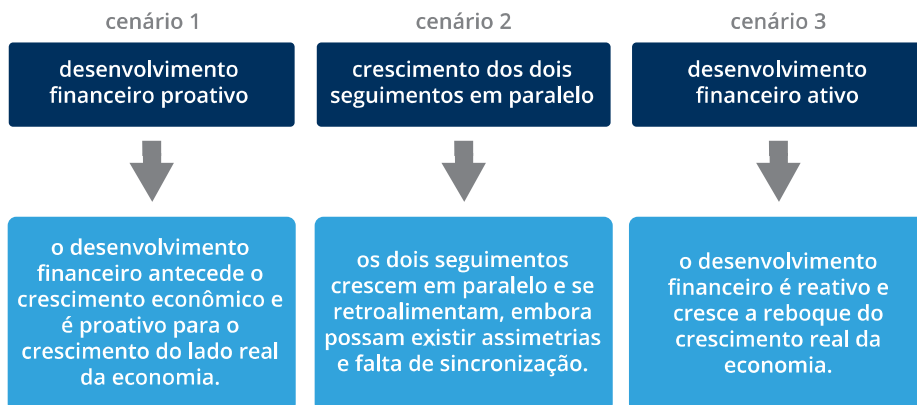 cenário 1
desenvolvimento
financeiro proativo
o desenvolvimento
financeiro antecede o
crescimento econômico e
é proativo para o
crescimento do lado real
da economia.
cenário 2
crescimento dos dois
seguimentos em paralelo
os dois seguimentos
crescem em paralelo e se
retroalimentam, embora
possam existir assimetrias
e falta de sincronização.
cenário 3
desenvolvimento
financeiro ativo
o desenvolvimento
financeiro é reativo e
cresce a reboque do
crescimento real da
economia.